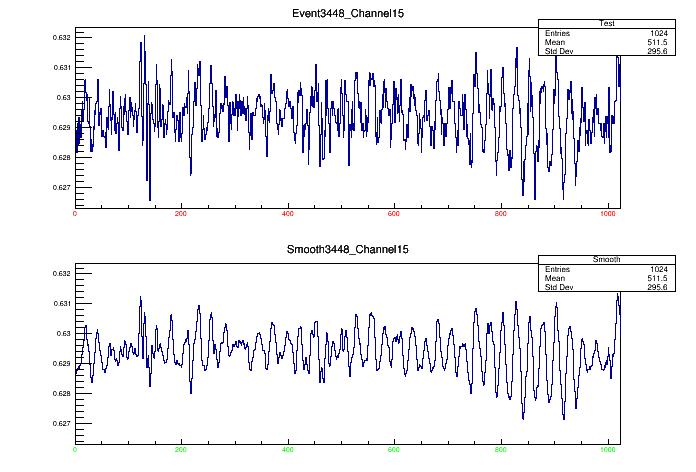 Event3448_Channel15
Test
Entries 1024
Mean 511.5
Std Dev 295.6
0.632
0.631
0.63
0.629
0.628
0.627
0 200 400 600 800 1000
Smooth3448_Channel15
Smooth
Entries 1024
Mean 511.5
Std Dev 295.6
0.632
0.631
0.63
0.629
0.628
0.627
0 200 400 600 800 1000